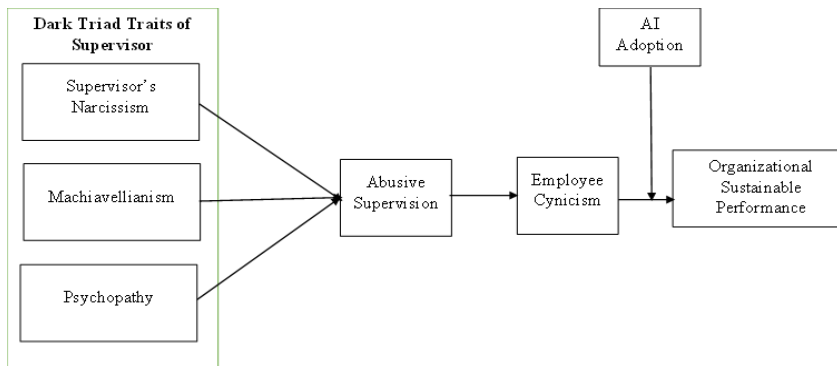 Dark Triad Traits of
Supervisor
Supervisor's
Narcissism
Machiavellianism
Psychopathy
Abusive
Supervision
Employee
Cynicism
AI
Adoption
Organizational
Sustainable
Performance